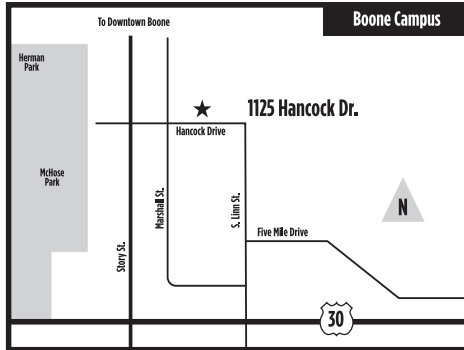 To Downtown Boone
Boone Campus
Herman
Park
1125 Hancock Dr.
Hancock Drive
McHose
Park
Marshall St.
S. Linn St.
N
Story St.
Five Mile Drive
30